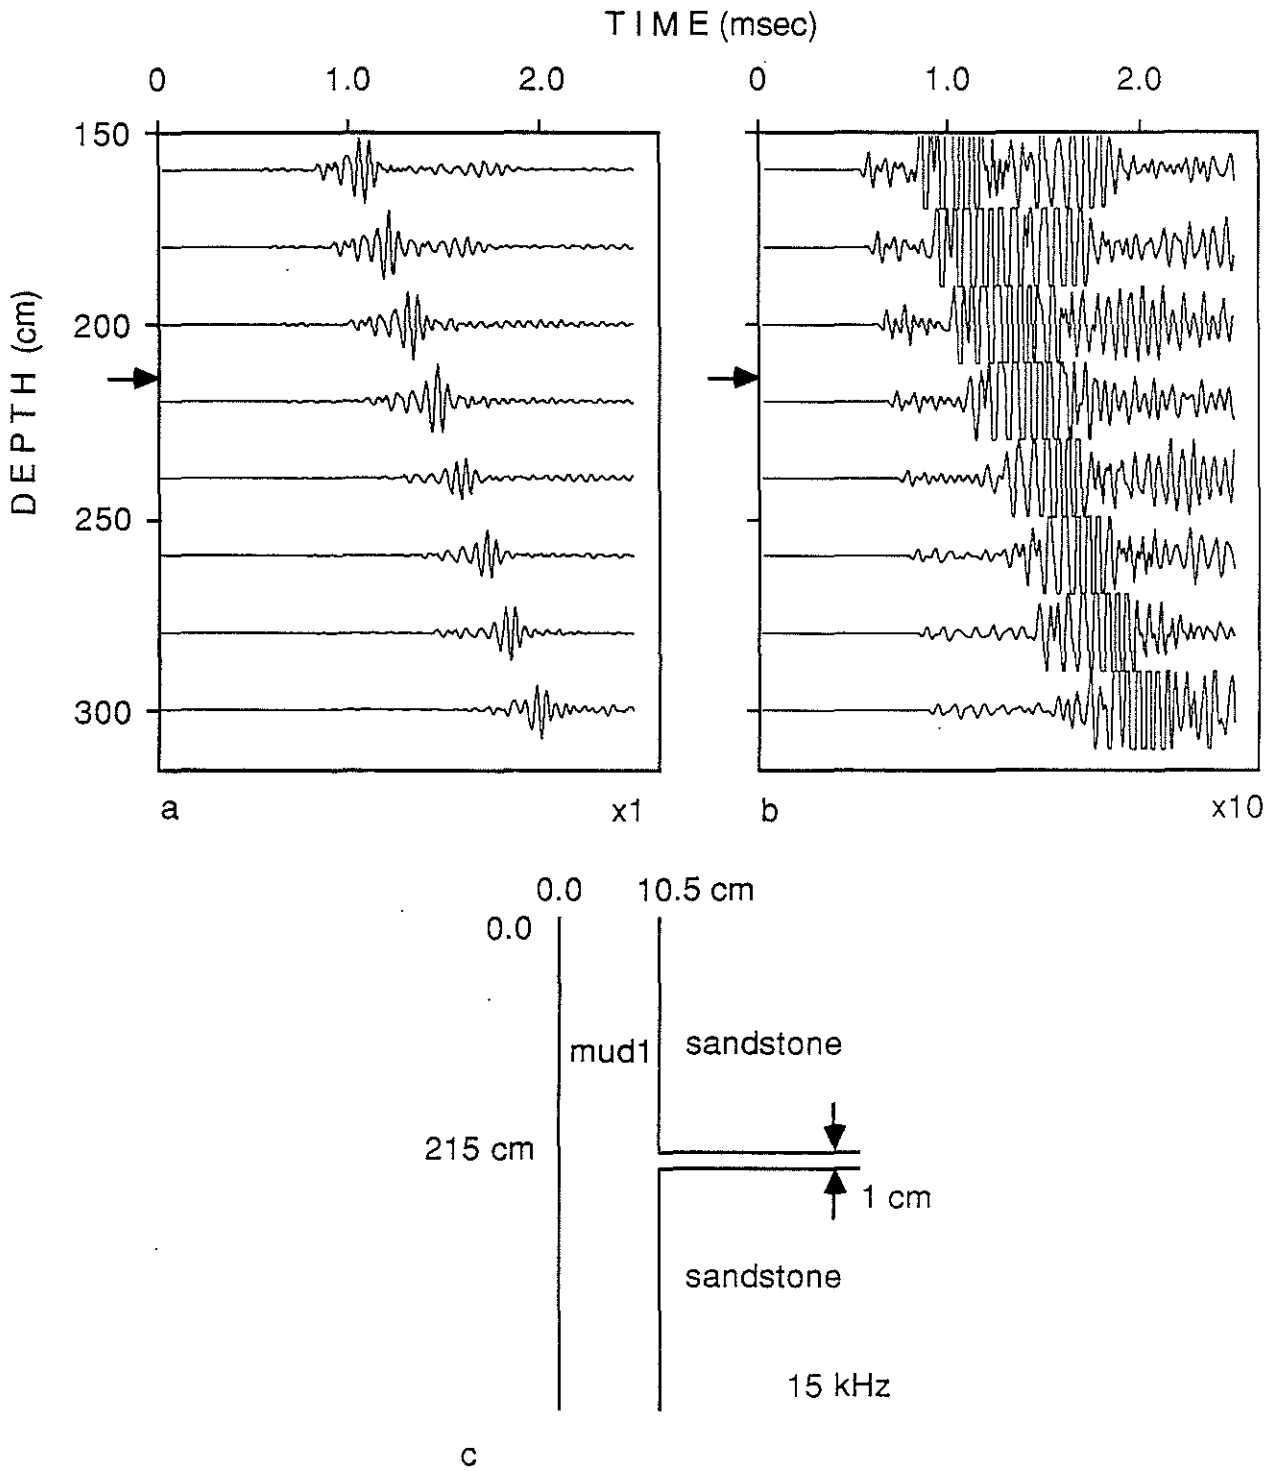 TIME (msec)
0 1.0 2.0 0 1.0 2.0
150
200
250
300
DEPTH (cm)
a x1 b x10
0.0 10.5 cm
0.0
mud1 sandstone
215 cm
1 cm
sandstone
15 kHz
c